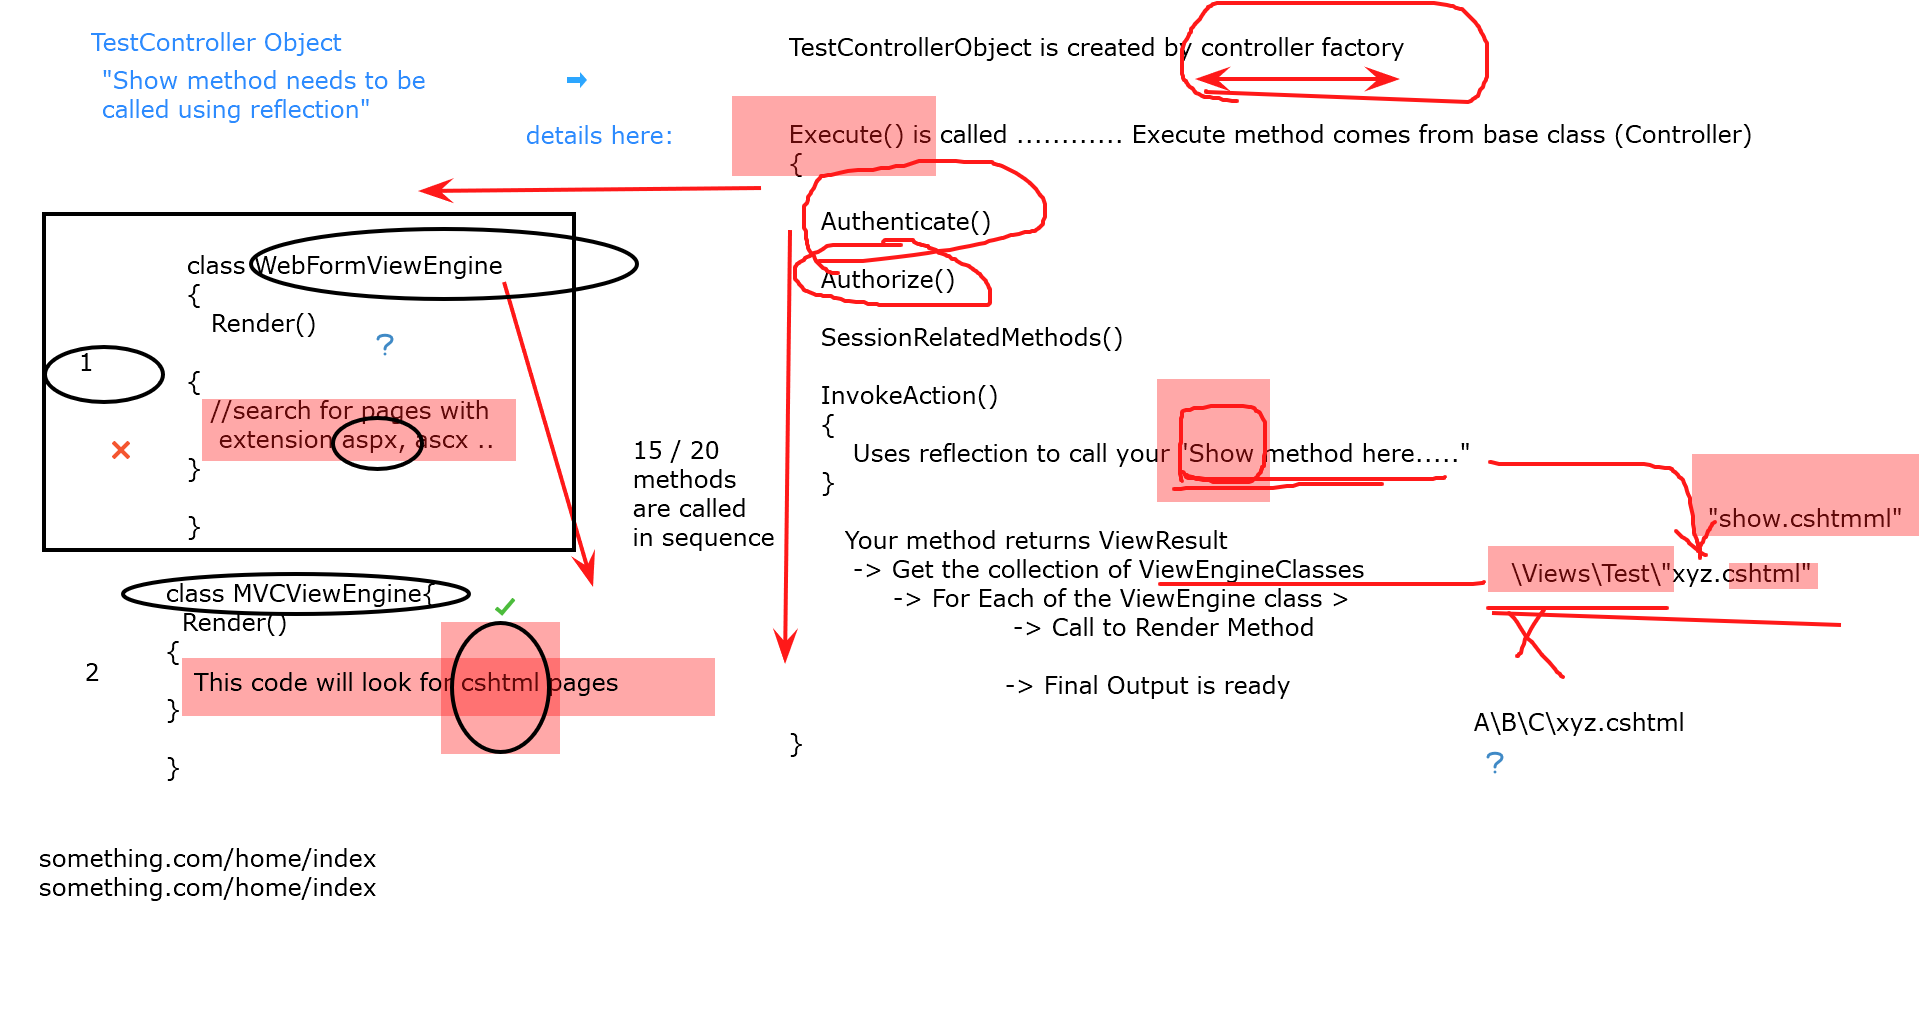 TestController Object
"Show method needs to be
called using reflection"
➡
details here:
TestControllerObject is created by controller factory
Execute() is called ............ Execute method comes from base class (Controller)
{
Authenticate()
Authorize()
SessionRelatedMethods()
InvokeAction()
{
Uses reflection to call your "Show method here....."
}
Your method returns ViewResult
-> Get the collection of ViewEngineClasses
-> For Each of the ViewEngine class >
-> Call to Render Method
-> Final Output is ready
}
15 / 20
methods
are called
in sequence
class WebFormViewEngine
{
Render()
?
1
{
//search for pages with
extension aspx, ascx ..
}
}
class MVCViewEngine{
Render()
{
2
This code will look for cshtml pages
}
}
"show.cshtmml"
\Views\Test\"xyz.cshtml"
A\B\C\xyz.cshtml
?
something.com/home/index
something.com/home/index